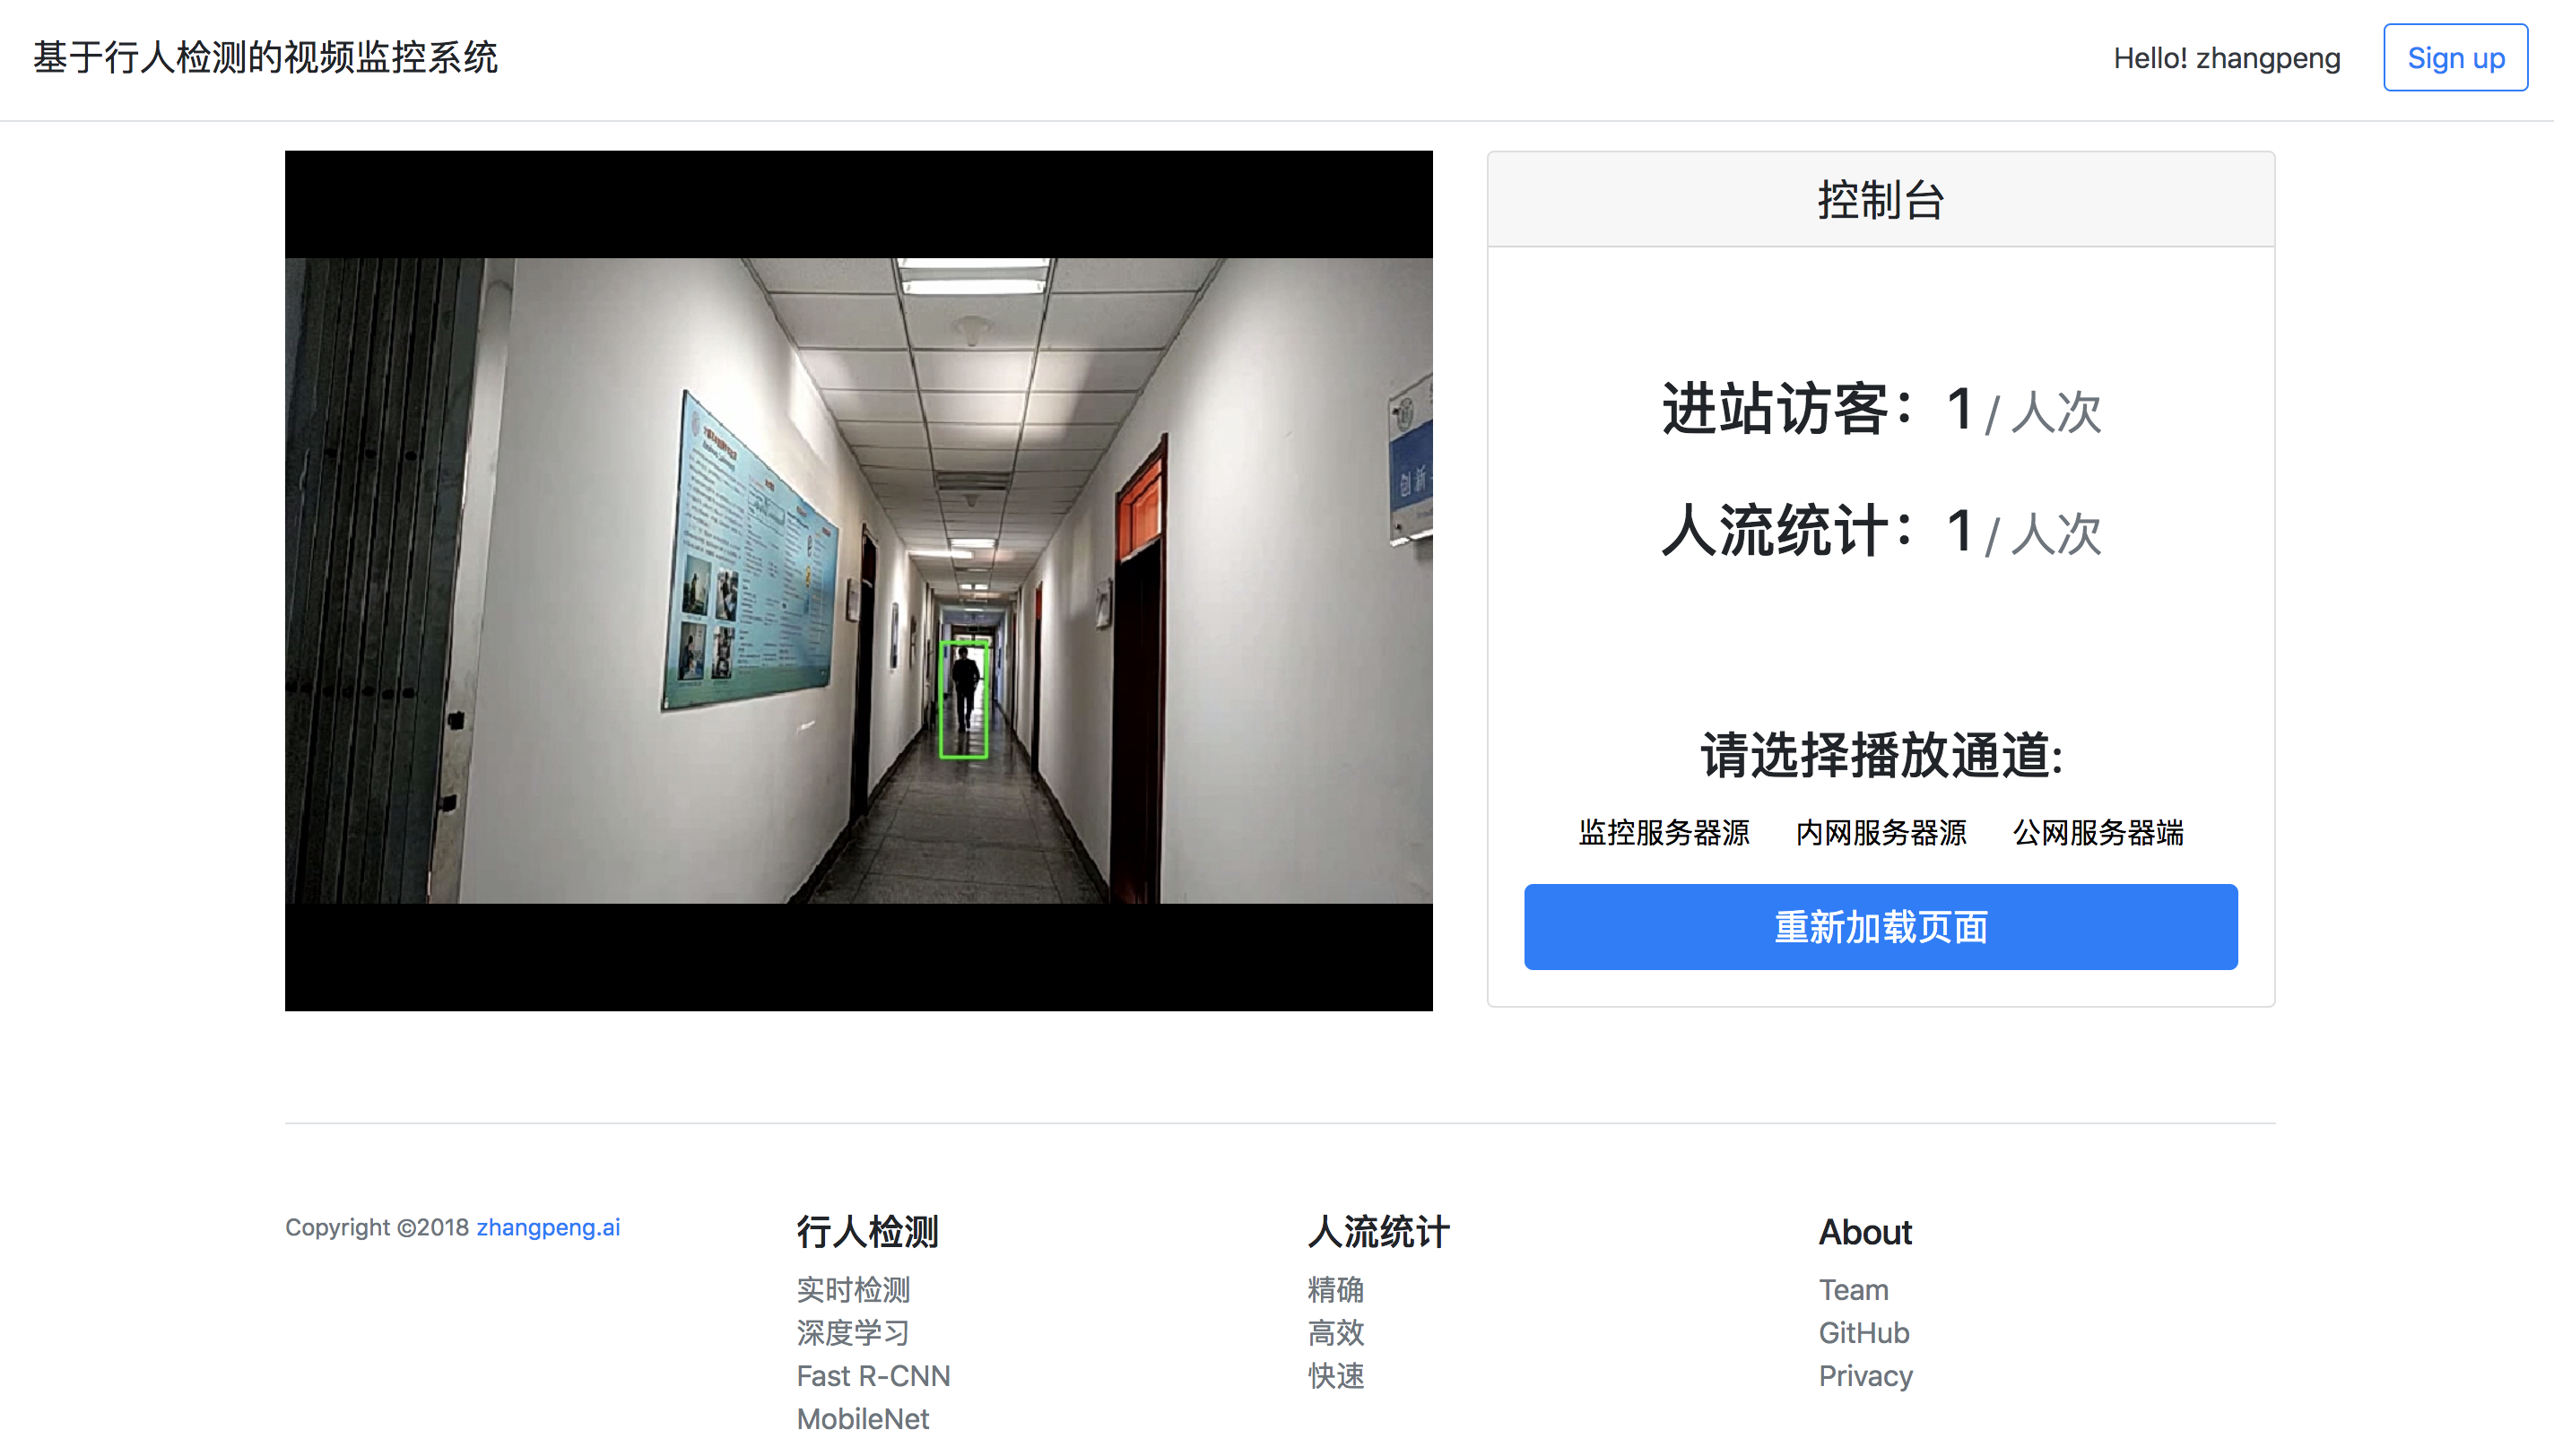 基于行人检测的视频监控系统
Hello! zhangpeng
Sign up
控制台
进站访客：1 / 人次
人流统计：1 / 人次
请选择播放通道:
监控服务器源 内网服务器源 公网服务器端
重新加载页面
创新
Copyright ©2018 zhangpeng.ai
行人检测
实时检测
深度学习
Fast R-CNN
MobileNet
人流统计
精确
高效
快速
About
Team
GitHub
Privacy